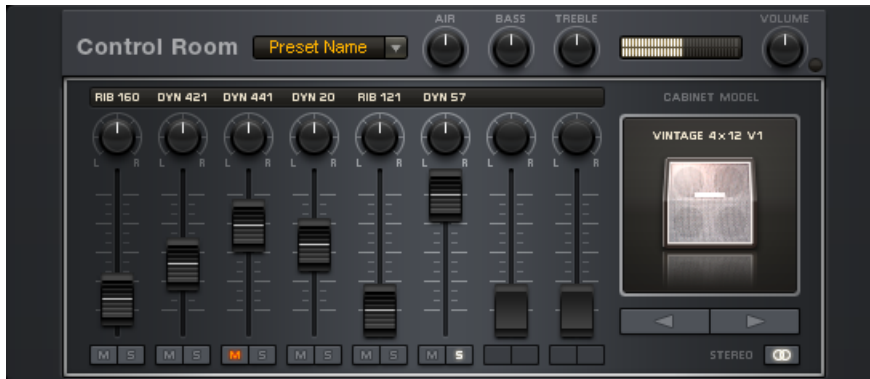 AIR BASS TREBLE VOLUME
Control Room Preset Name
RIB 160 DYN 421 DYN 441 DYN 20 RIB 121 DYN 57 CABINET MODEL
VINTAGE 4x12 V1
L R L R L R L R L R L R L R L R
M S M S M S M S M S M S STEREO